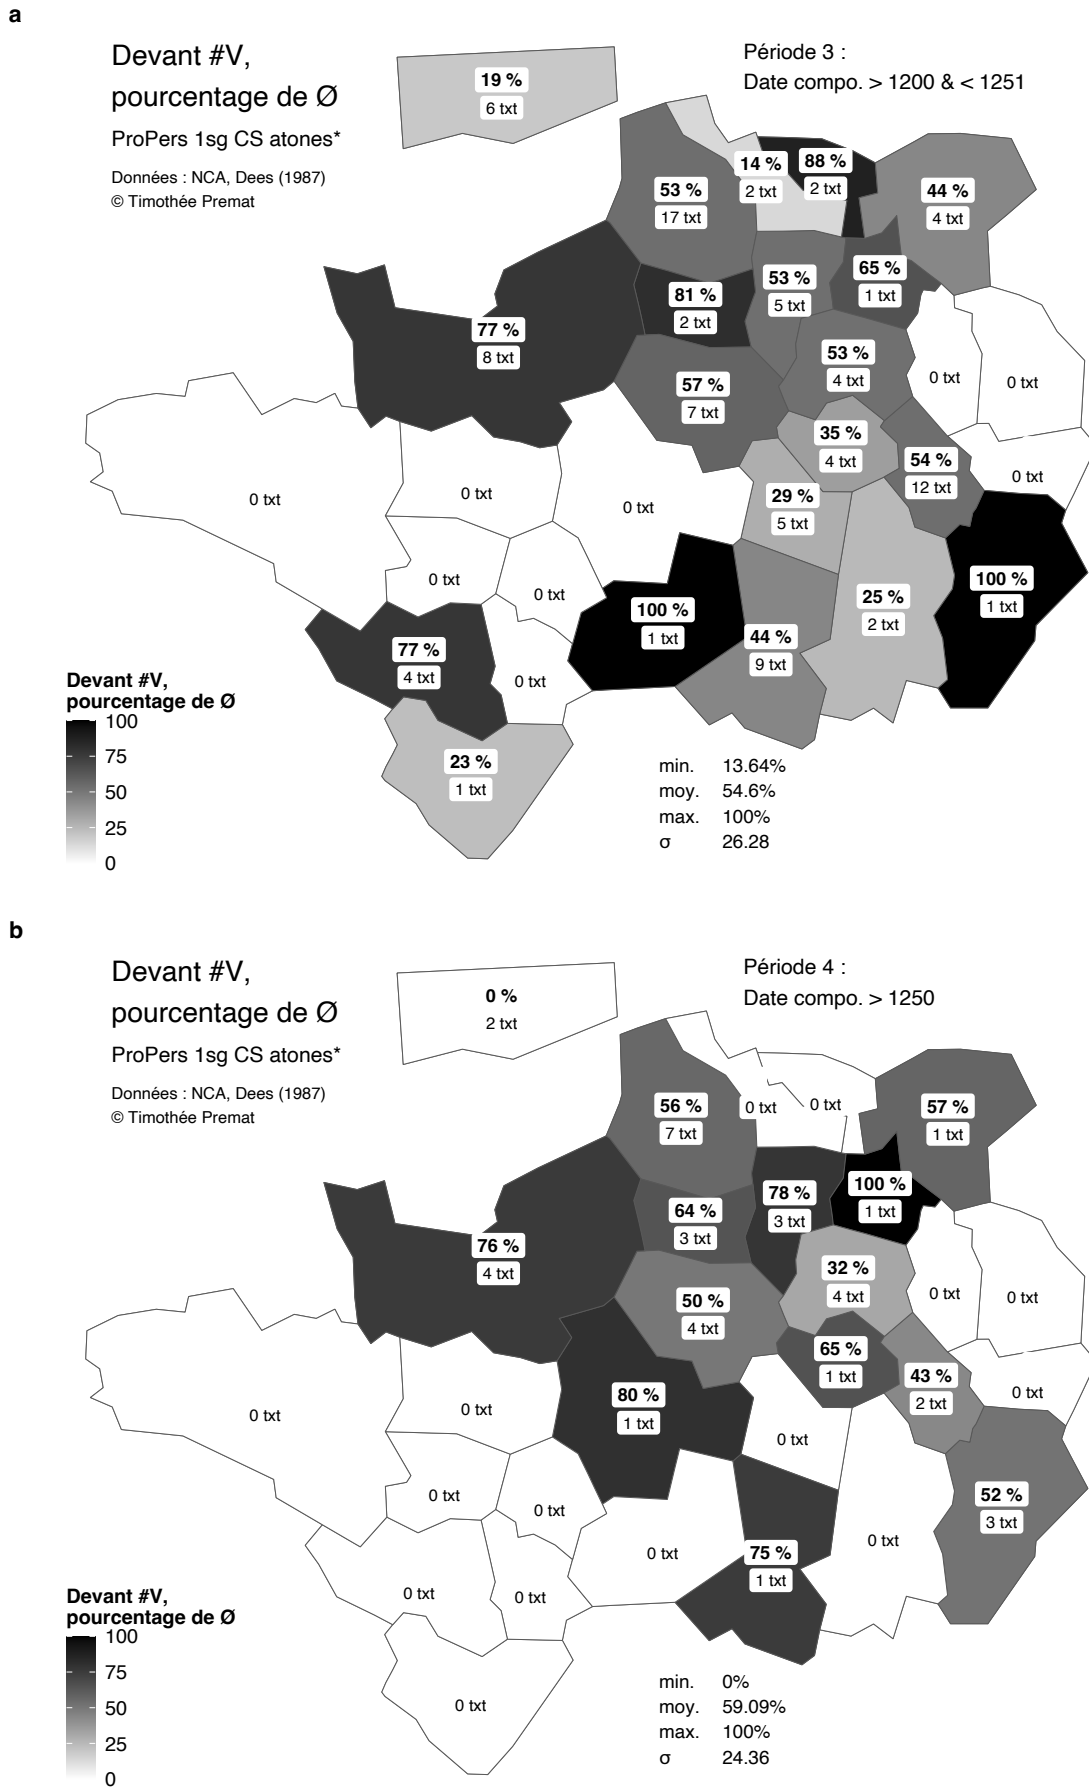 a
Devant #V,
pourcentage de Ø
ProPers 1sg CS atones*
Données : NCA, Dees (1987)
© Timothée Premat
Période 3 :
Date compo. > 1200 & < 1251
19 %
6 txt
14 %
2 txt
88 %
2 txt
53 %
17 txt
44 %
4 txt
53 %
5 txt
65 %
1 txt
81 %
2 txt
77 %
8 txt
53 %
4 txt
0 txt
0 txt
57 %
7 txt
35 %
4 txt
54 %
12 txt
0 txt
0 txt
0 txt
0 txt
29 %
5 txt
0 txt
0 txt
100 %
1 txt
44 %
9 txt
25 %
2 txt
100 %
1 txt
77 %
4 txt
0 txt
23 %
1 txt
Devant #V,
pourcentage de Ø
100
75
50
25
0
min. 13.64%
moy. 54.6%
max. 100%
σ 26.28
b
Devant #V,
pourcentage de Ø
ProPers 1sg CS atones*
Données : NCA, Dees (1987)
© Timothée Premat
Période 4 :
Date compo. > 1250
0 %
2 txt
56 %
7 txt
0 txt
0 txt
57 %
1 txt
78 %
3 txt
100 %
1 txt
64 %
3 txt
76 %
4 txt
32 %
4 txt
0 txt
0 txt
50 %
4 txt
65 %
1 txt
43 %
2 txt
0 txt
0 txt
0 txt
80 %
1 txt
0 txt
0 txt
0 txt
0 txt
75 %
1 txt
0 txt
52 %
3 txt
0 txt
0 txt
0 txt
Devant #V,
pourcentage de Ø
100
75
50
25
0
min. 0%
moy. 59.09%
max. 100%
σ 24.36